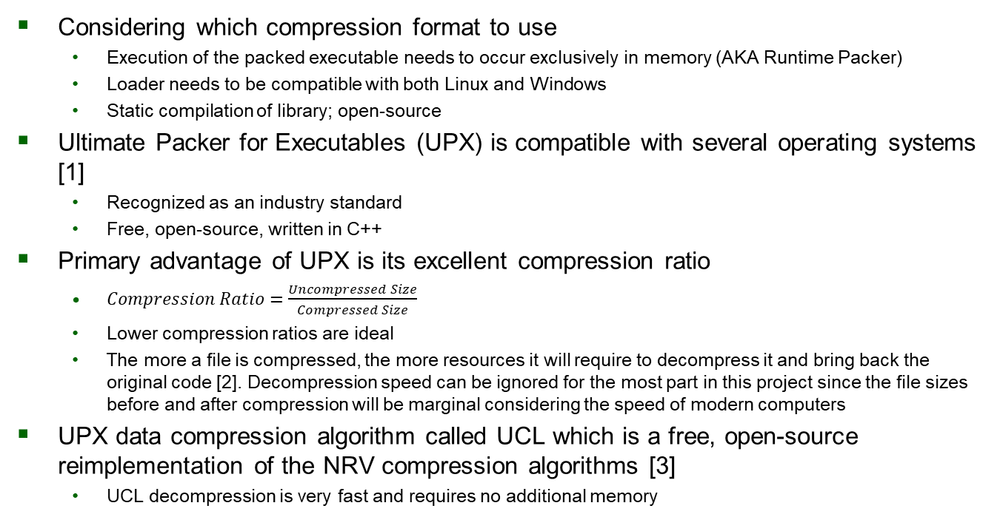 Considering which compression format to use
Execution of the packed executable needs to occur exclusively in memory (AKA Runtime Packer)
Loader needs to be compatible with both Linux and Windows
Static compilation of library; open-source
Ultimate Packer for Executables (UPX) is compatible with several operating systems
[1]
Recognized as an industry standard
Free, open-source, written in C++
Primary advantage of UPX is its excellent compression ratio
Compression Ratio = Uncompressed Size / Compressed Size
Lower compression ratios are ideal
The more a file is compressed, the more resources it will require to decompress it and bring back the
original code [2]. Decompression speed can be ignored for the most part in this project since the file sizes
before and after compression will be marginal considering the speed of modern computers
UPX data compression algorithm called UCL which is a free, open-source
reimplementation of the NRV compression algorithms [3]
UCL decompression is very fast and requires no additional memory